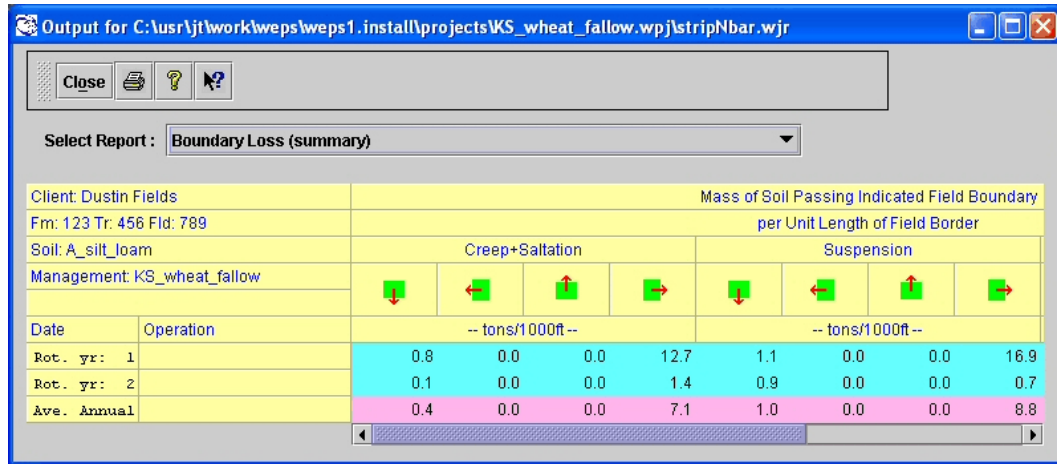 Output for C:\usr\jt\work\weps\weps1.install\projects\KS_wheat_fallow.wpj\stripNbar.wjr
Close
Select Report : Boundary Loss (summary)
Client: Dustin Fields Mass of Soil Passing Indicated Field Boundary
Fm: 123 Tr: 456 Fld: 789 per Unit Length of Field Border
Soil: A_silt_loam Creep+Saltation Suspension
Management: KS_wheat_fallow
Date Operation -- tons/1000ft -- -- tons/1000ft --
Rot. yr: 1 0.8 0.0 0.0 12.7 1.1 0.0 0.0 16.9
Rot. yr: 2 0.1 0.0 0.0 1.4 0.9 0.0 0.0 0.7
Ave. Annual 0.4 0.0 0.0 7.1 1.0 0.0 0.0 8.8